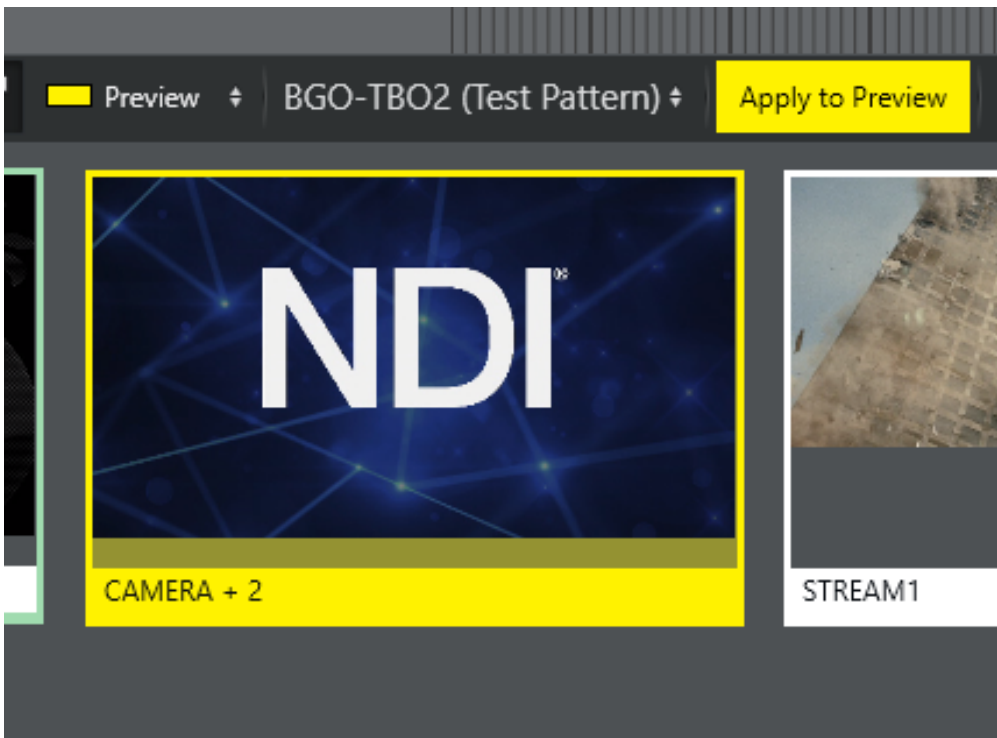 Preview
BGO-TBO2 (Test Pattern)
Apply to Preview
NDI®
CAMERA + 2
STREAM1